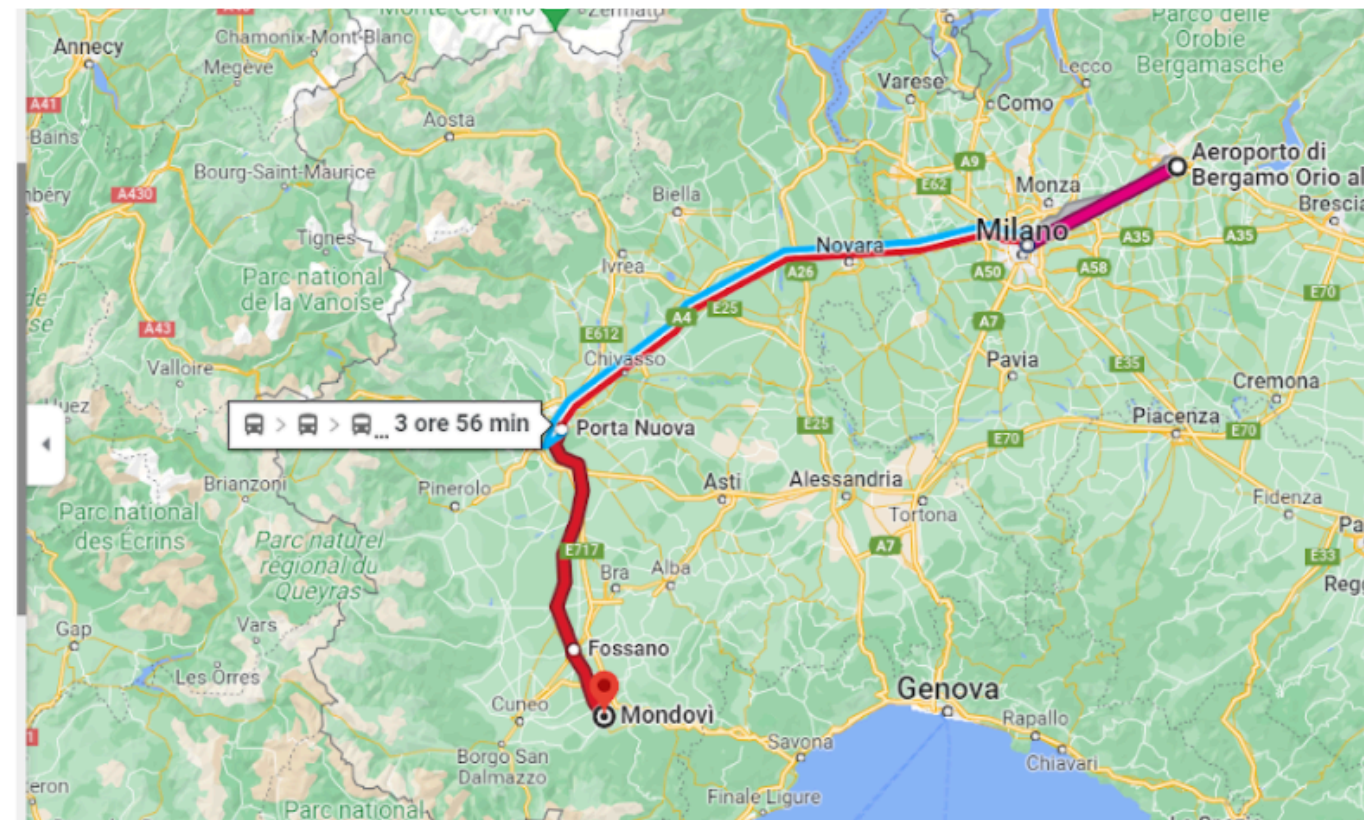 Monte Cervino
Zermatt
Parco delle
Orobie
Bergamasche
Chamonix-Mont-Blanc
Annecy
Megève
Lecco
Varese
Como
A41
Bains
Aosta
Aeroporto di
Bergamo Orio al
A9
E62
Monza
Bourg-Saint-Maurice
A430
Biella
Brescia
Milano
A35
A35
Tignes
Novara
Ivrea
A26
A50
A58
Parc national
de la Vanoise
E70
E25
A4
A7
A43
E612
Chivasso
Pavia
E35
Valloire
Cremona
Piacenza
3 ore 56 min
Porta Nuova
E25
E70
E70
Brianzoni
Pinerolo
Asti
Alessandria
Tortona
Fidenza
Parc national
des Écrins
Parc naturel
régional du
Queyras
A7
E717
E33
Bra
Alba
Gap
Vars
Fossano
Les Orres
Genova
Cuneo
Mondovì
Rapallo
Savona
Chiavari
Borgo San
Dalmazzo
Finale Ligure
Parc national